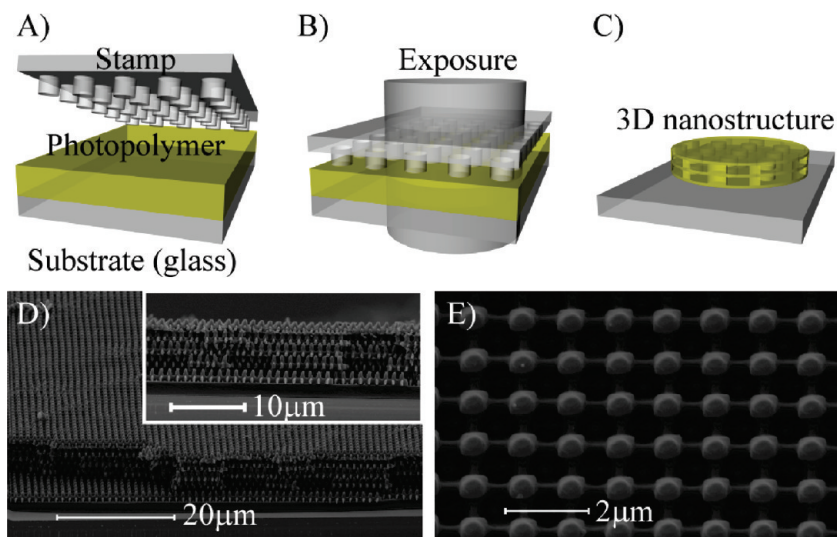 A)
Stamp
Photopolymer
Substrate (glass)
B)
Exposure
C)
3D nanostructure
D)
10μm
20μm
E)
2μm